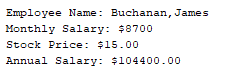 Employee Name: Buchanan,James
Monthly Salary: $8700
Stock Price: $15.00
Annual Salary: $104400.00